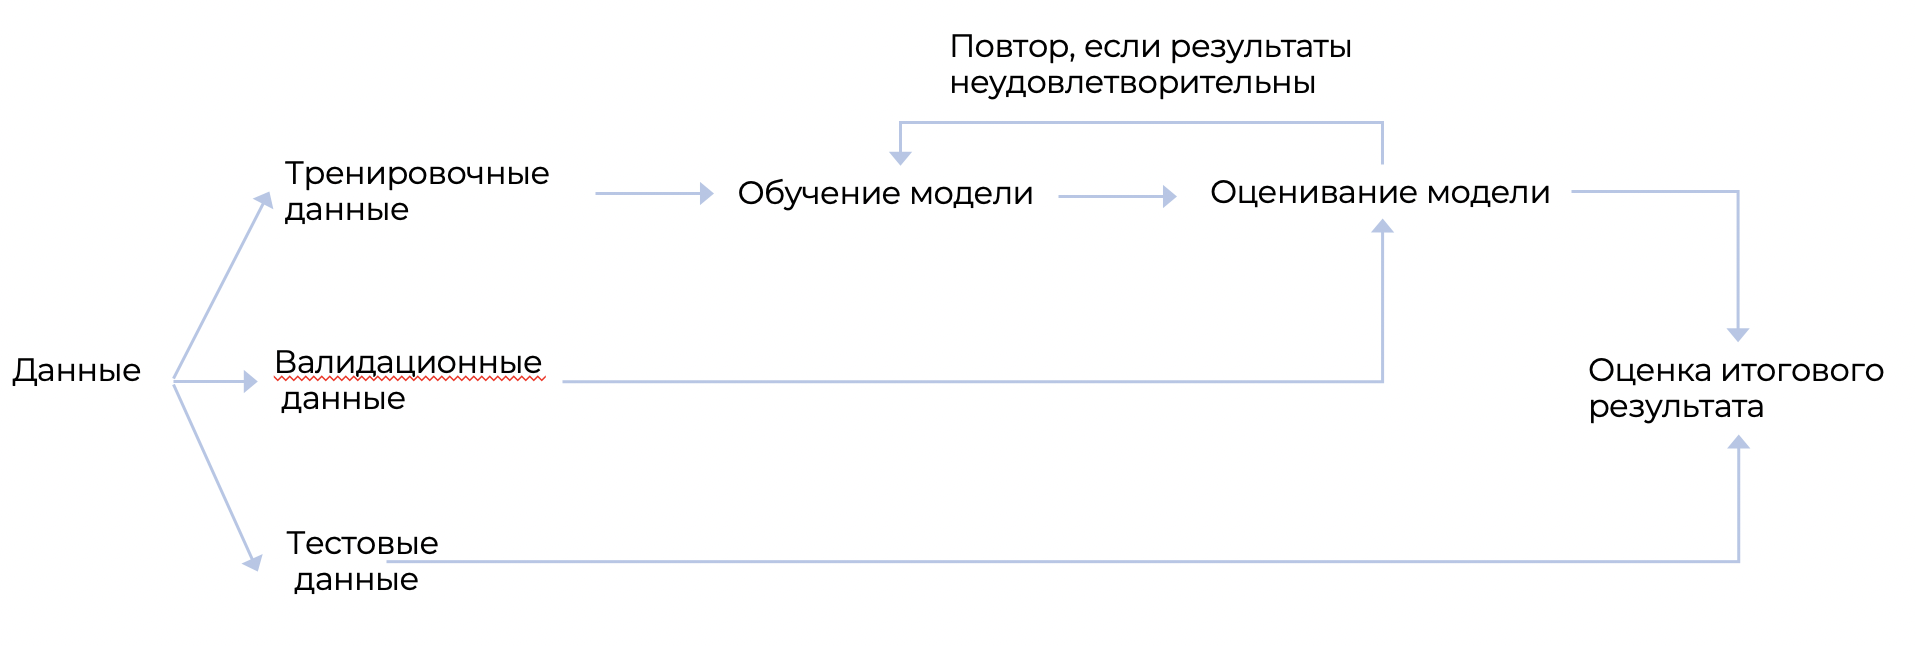 Повтор, если результаты
неудовлетворительны
Тренировочные
данные
Обучение модели
Оценивание модели
Данные
Валидационные
данные
Оценка итогового
результата
Тестовые
данные